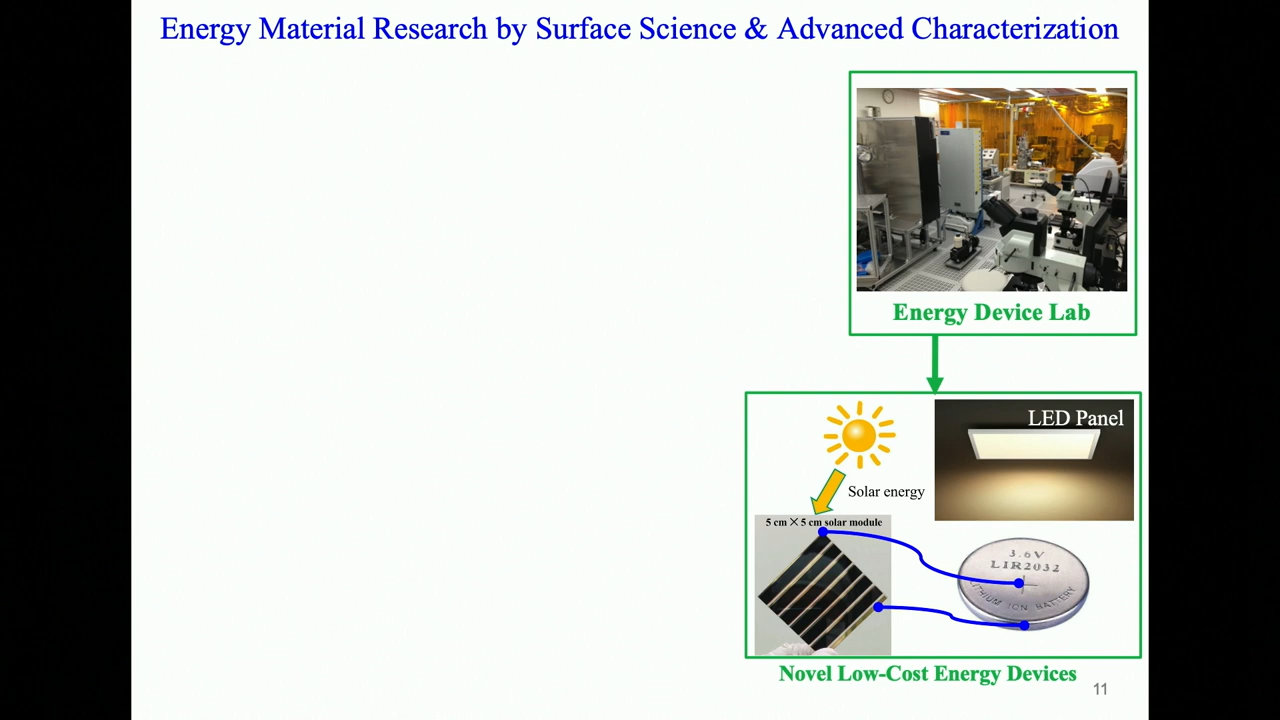 Energy Material Research by Surface Science & Advanced Characterization
Energy Device Lab
LED Panel
Solar energy
5 cm × 5 cm solar module
3.6V
LIR2032
LITHIUM ION BATTERY
Novel Low-Cost Energy Devices
11